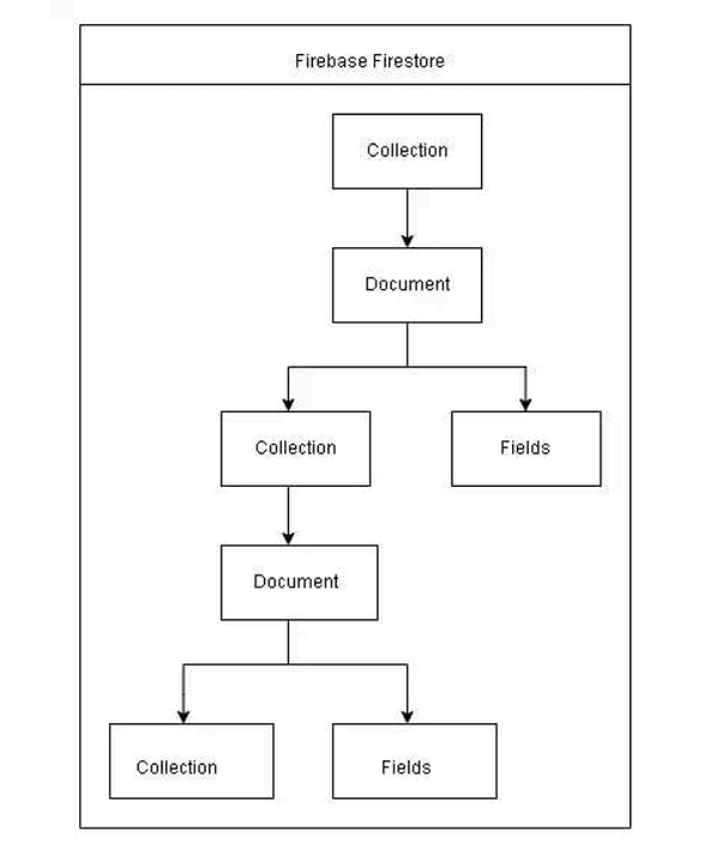 Firebase Firestore
Collection
Document
Collection
Fields
Document
Collection
Fields